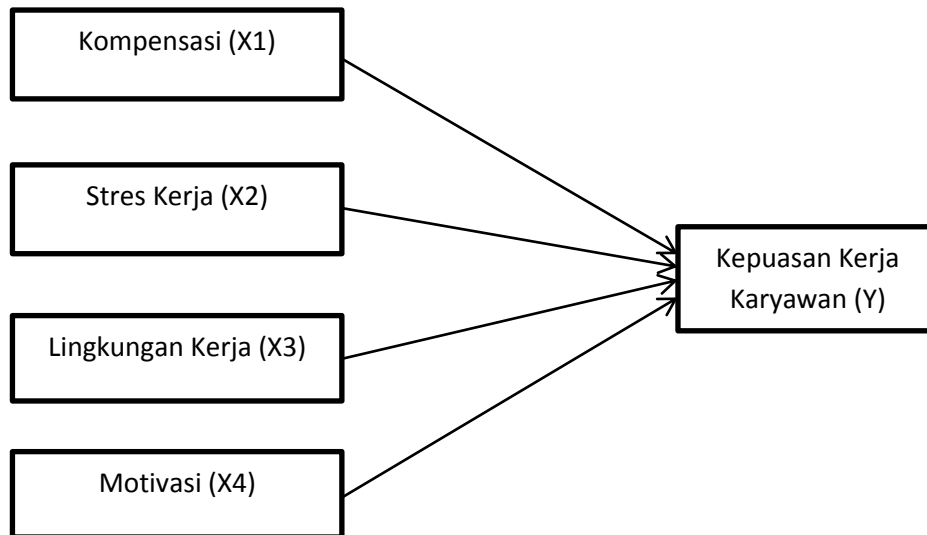 Kompensasi (X1)
Stres Kerja (X2)
Kepuasan Kerja
Karyawan (Y)
Lingkungan Kerja (X3)
Motivasi (X4)